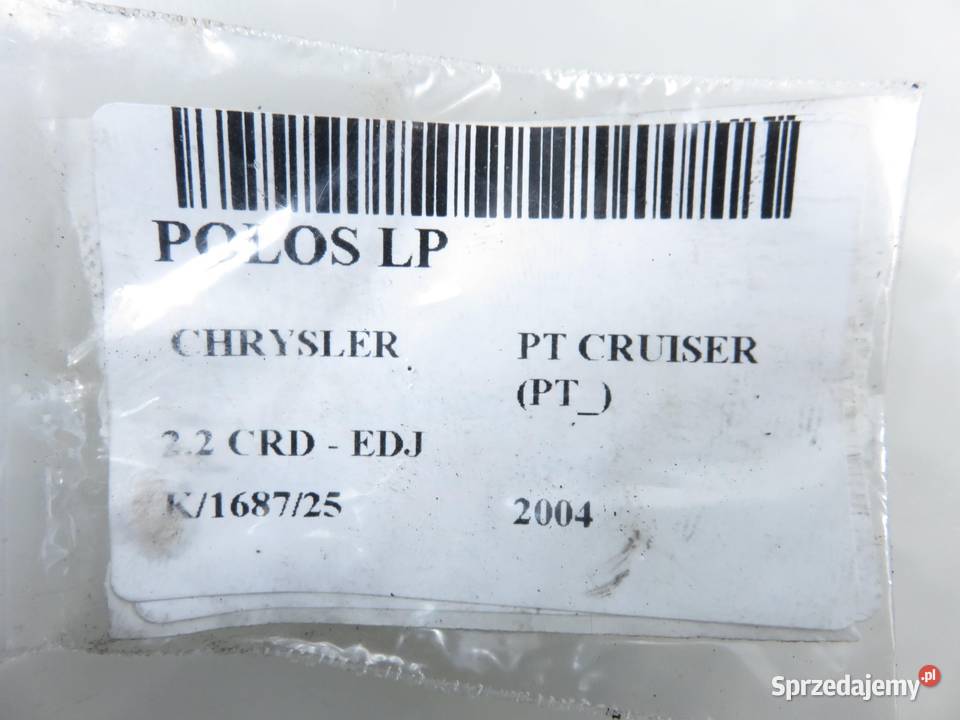 POLOS LP
CHRYSLER PT CRUISER
(PT_)
2.2 CRD - EDJ
K/1687/25 2004
Sprzedajemy.pl